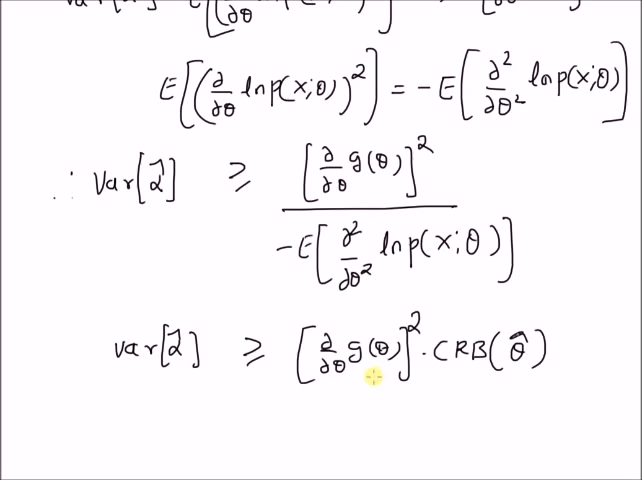 E[(∂/∂θ ln p(x;θ))²] = − E[∂²/∂θ² ln p(x;θ)]
∴ Var[α̂] ≥ [∂/∂θ g(θ)]² / −E[∂²/∂θ² ln p(x;θ)]
var[α̂] ≥ [∂/∂θ g(θ)]² . CRB(θ̂)